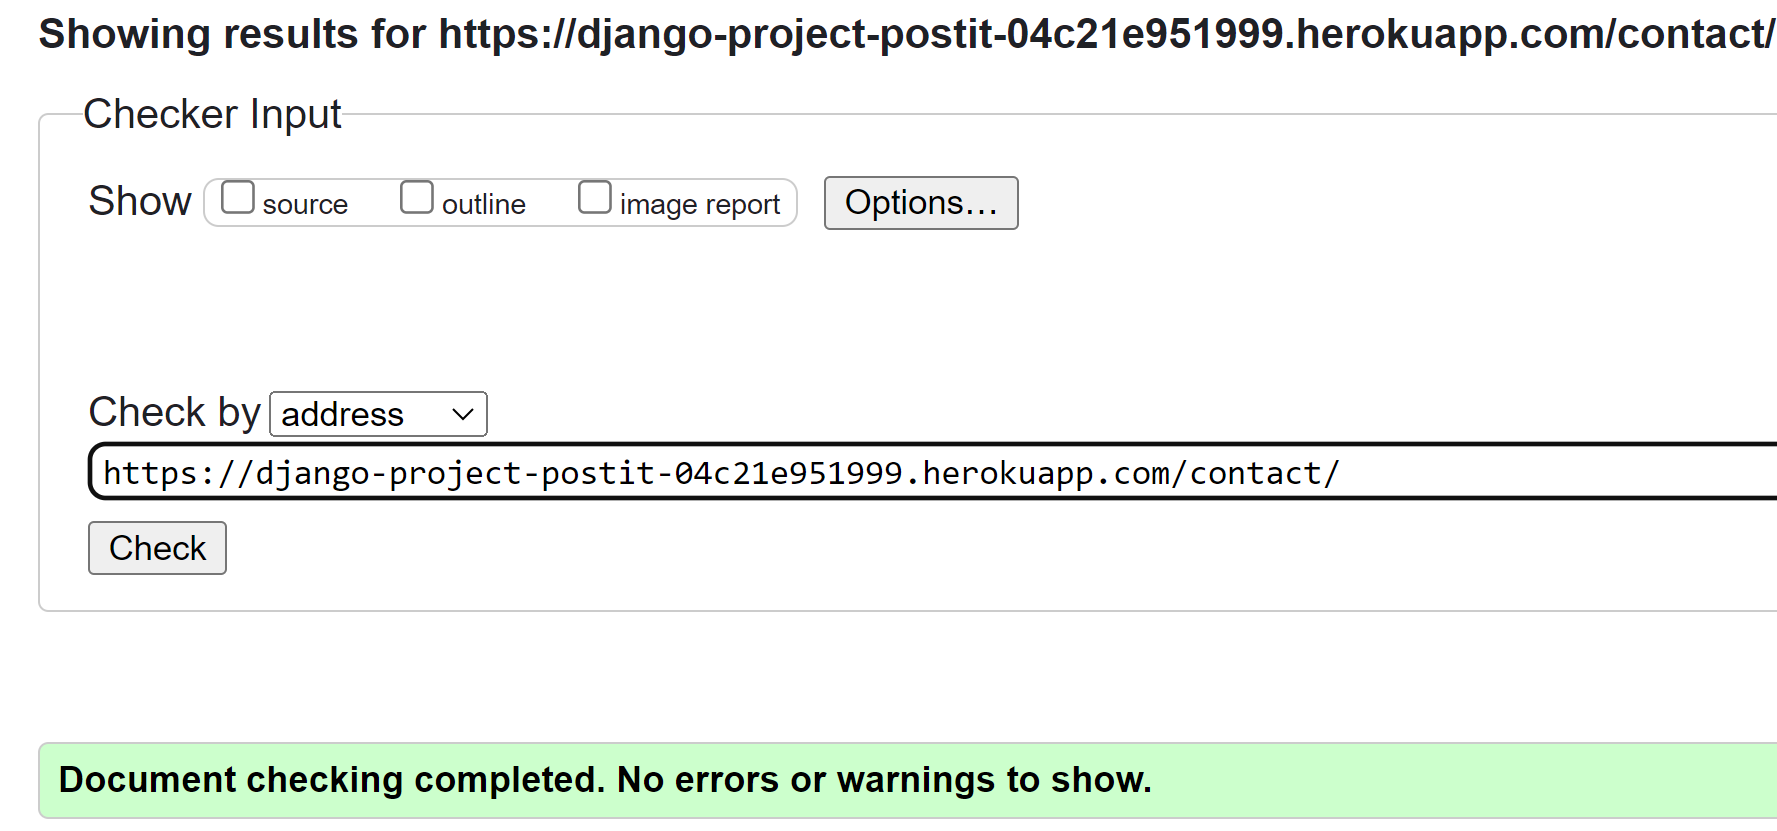 Showing results for https://django-project-postit-04c21e951999.herokuapp.com/contact/
Checker Input
Show source outline image report Options…
Check by address
https://django-project-postit-04c21e951999.herokuapp.com/contact/
Check
Document checking completed. No errors or warnings to show.